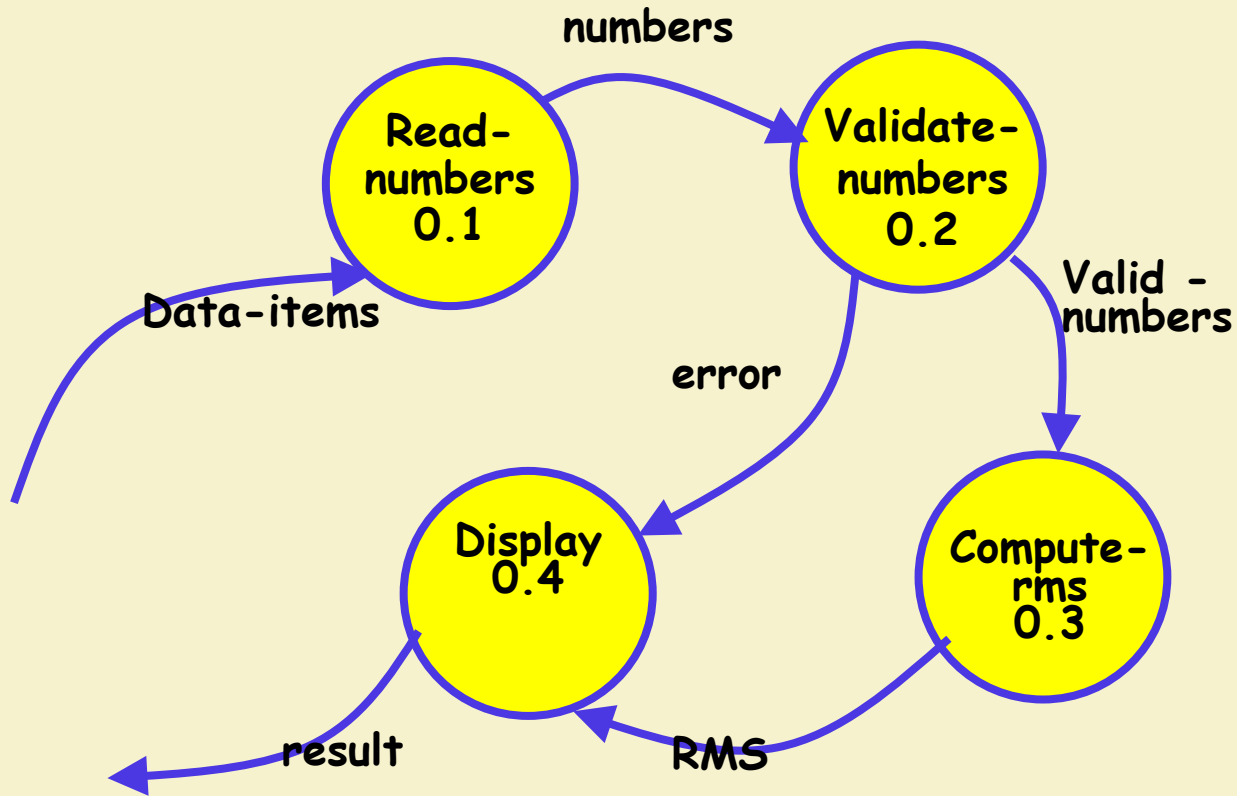 numbers
Read-
numbers
0.1
Validate-
numbers
0.2
Data-items
Valid -
numbers
error
Display
0.4
Compute-
rms
0.3
result
RMS